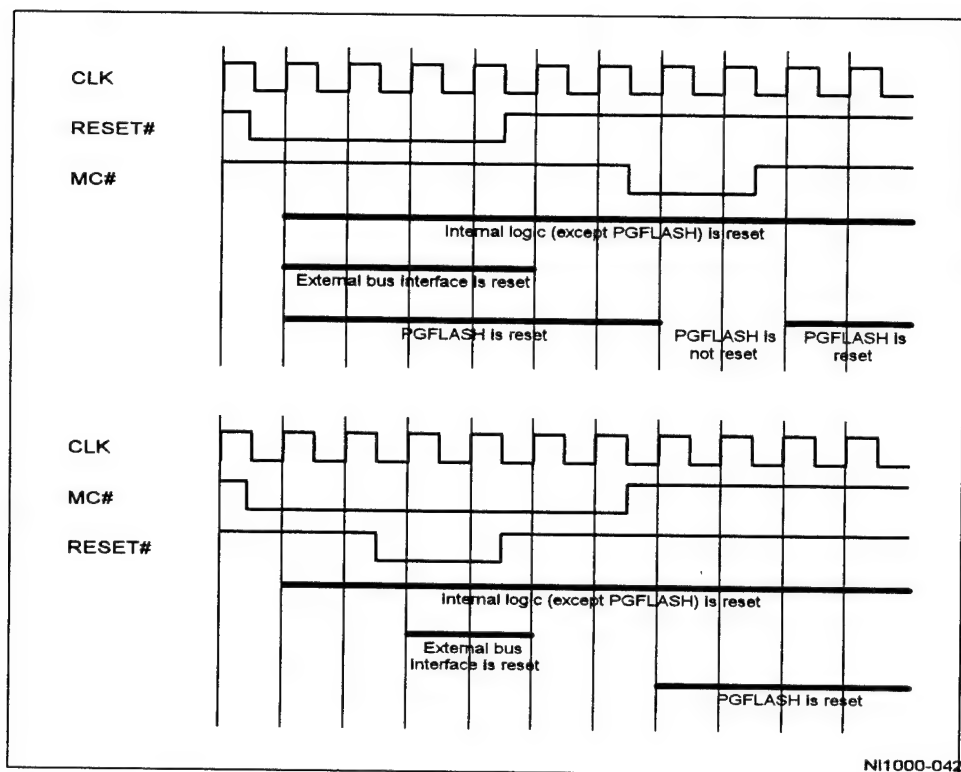 CLK
RESET#
MC#
Internal logic (except PGFLASH) is reset
External bus interface is reset
PGFLASH is reset
PGFLASH is
not reset
PGFLASH is
reset
CLK
MC#
RESET#
Internal logic (except PGFLASH) is reset
External bus
interface is reset
PGFLASH is reset
NI1000-042